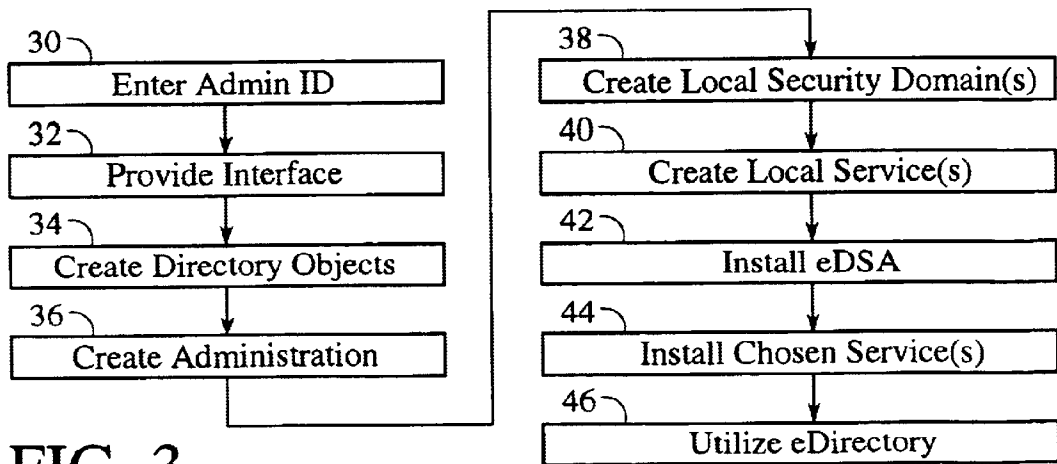 30
Enter Admin ID
32
Provide Interface
34
Create Directory Objects
36
Create Administration
38
Create Local Security Domain(s)
40
Create Local Service(s)
42
Install eDSA
44
Install Chosen Service(s)
46
Utilize eDirectory
FIG.